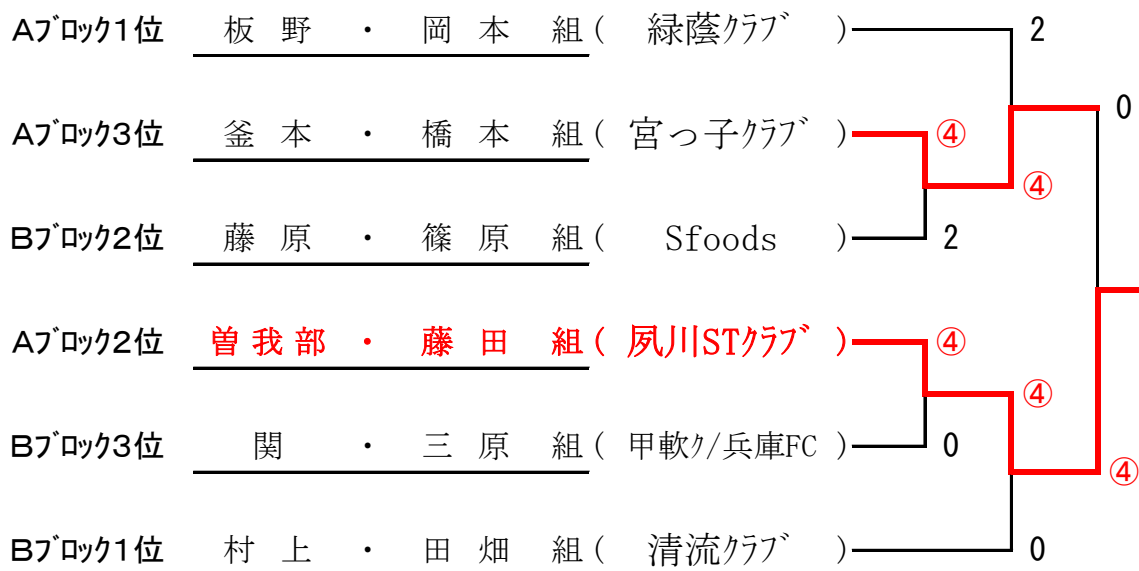 Aﾌﾞﾛｯｸ1位 板野・岡本 組( 緑蔭ｸﾗﾌﾞ ) 2
0
Aﾌﾞﾛｯｸ3位 釜本・橋本 組( 宮っ子ｸﾗﾌﾞ ) ④
④
Bﾌﾞﾛｯｸ2位 藤原・篠原 組( Sfoods ) 2
Aﾌﾞﾛｯｸ2位 曽我部・藤田 組( 夙川STｸﾗﾌﾞ ) ④
④
Bﾌﾞﾛｯｸ3位 関・三原 組( 甲軟ｸ/兵庫FC ) 0
④
Bﾌﾞﾛｯｸ1位 村上・田畑 組( 清流ｸﾗﾌﾞ ) 0